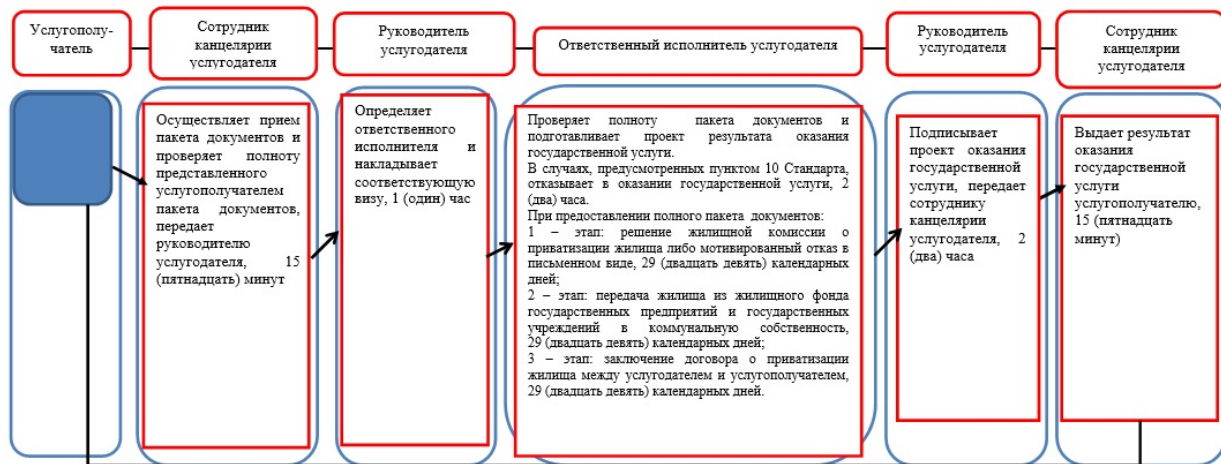 Услугополу-
чатель
Сотрудник
канцелярии
услугодателя
Руководитель
услугодателя
Ответственный исполнитель услугодателя
Руководитель
услугодателя
Сотрудник
канцелярии
услугодателя
Осуществляет прием
пакета документов и
проверяет полноту
представленного
услугополучателем
пакета документов,
передает
руководителю
услугодателя, 15
(пятнадцать) минут
Определяет
ответственного
исполнителя и
накладывает
соответствующую
визу, 1 (один) час
Проверяет полноту пакета документов и
подготавливает проект результата оказания
государственной услуги.
В случаях, предусмотренных пунктом 10 Стандарта,
отказывает в оказании государственной услуги, 2
(два) часа.
При предоставлении полного пакета документов:
1 – этап: решение жилищной комиссии о
приватизации жилища либо мотивированный отказ в
письменном виде, 29 (двадцать девять) календарных
дней;
2 – этап: передача жилища из жилищного фонда
государственных предприятий и государственных
учреждений в коммунальную собственность,
29 (двадцать девять) календарных дней;
3 – этап: заключение договора о приватизации
жилища между услугодателем и услугополучателем,
29 (двадцать девять) календарных дней.
Подписывает
проект оказания
государственной
услуги, передает
сотруднику
канцелярии
услугодателя, 2
(два) часа
Выдает результат
оказания
государственной
услуги
услугополучателю,
15 (пятнадцать
минут)